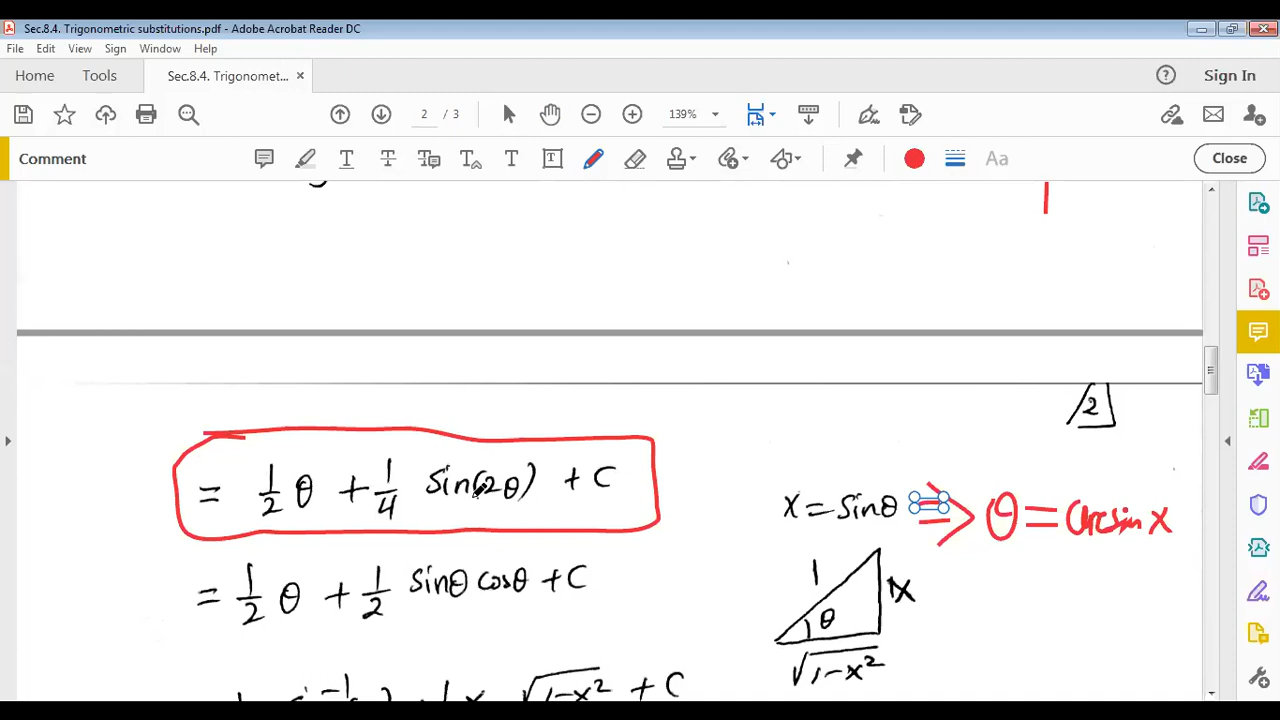 Sec.8.4. Trigonometric substitutions.pdf - Adobe Acrobat Reader DC
File Edit View Sign Window Help
Home Tools Sec.8.4. Trigonomet... × Sign In
2 / 3 139%
Comment Aa Close
2
= 1/2 θ + 1/4 sin(2θ) + C
x = sinθ ⇒ θ = arcsin x
= 1/2 θ + 1/2 sinθ cosθ + C
1 x
θ
√1-x²
√1-x² + C